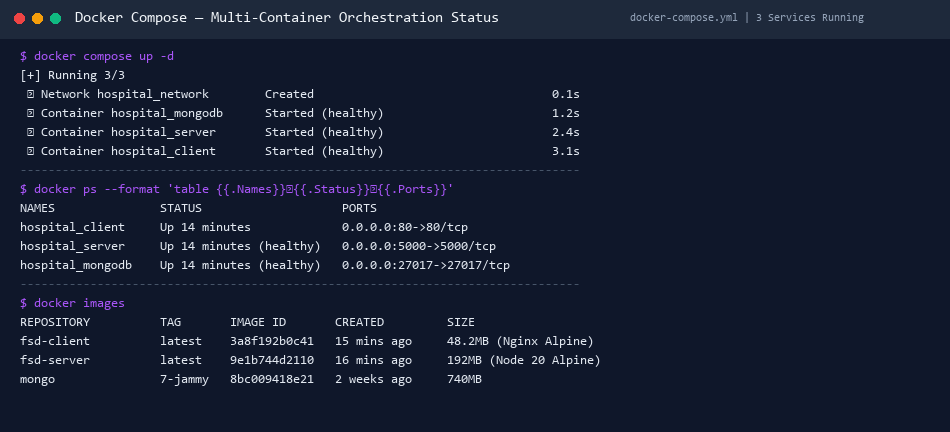 Docker Compose — Multi-Container Orchestration Status
docker-compose.yml | 3 Services Running
$ docker compose up -d
[+] Running 3/3
Network hospital_network Created 0.1s
Container hospital_mongodb Started (healthy) 1.2s
Container hospital_server Started (healthy) 2.4s
Container hospital_client Started (healthy) 3.1s
--------------------------------------------------------------------------------
$ docker ps --format 'table {{.Names}}{{.Status}}{{.Ports}}'
NAMES STATUS PORTS
hospital_client Up 14 minutes 0.0.0.0:80->80/tcp
hospital_server Up 14 minutes (healthy) 0.0.0.0:5000->5000/tcp
hospital_mongodb Up 14 minutes (healthy) 0.0.0.0:27017->27017/tcp
--------------------------------------------------------------------------------
$ docker images
REPOSITORY TAG IMAGE ID CREATED SIZE
fsd-client latest 3a8f192b0c41 15 mins ago 48.2MB (Nginx Alpine)
fsd-server latest 9e1b744d2110 16 mins ago 192MB (Node 20 Alpine)
mongo 7-jammy 8bc009418e21 2 weeks ago 740MB